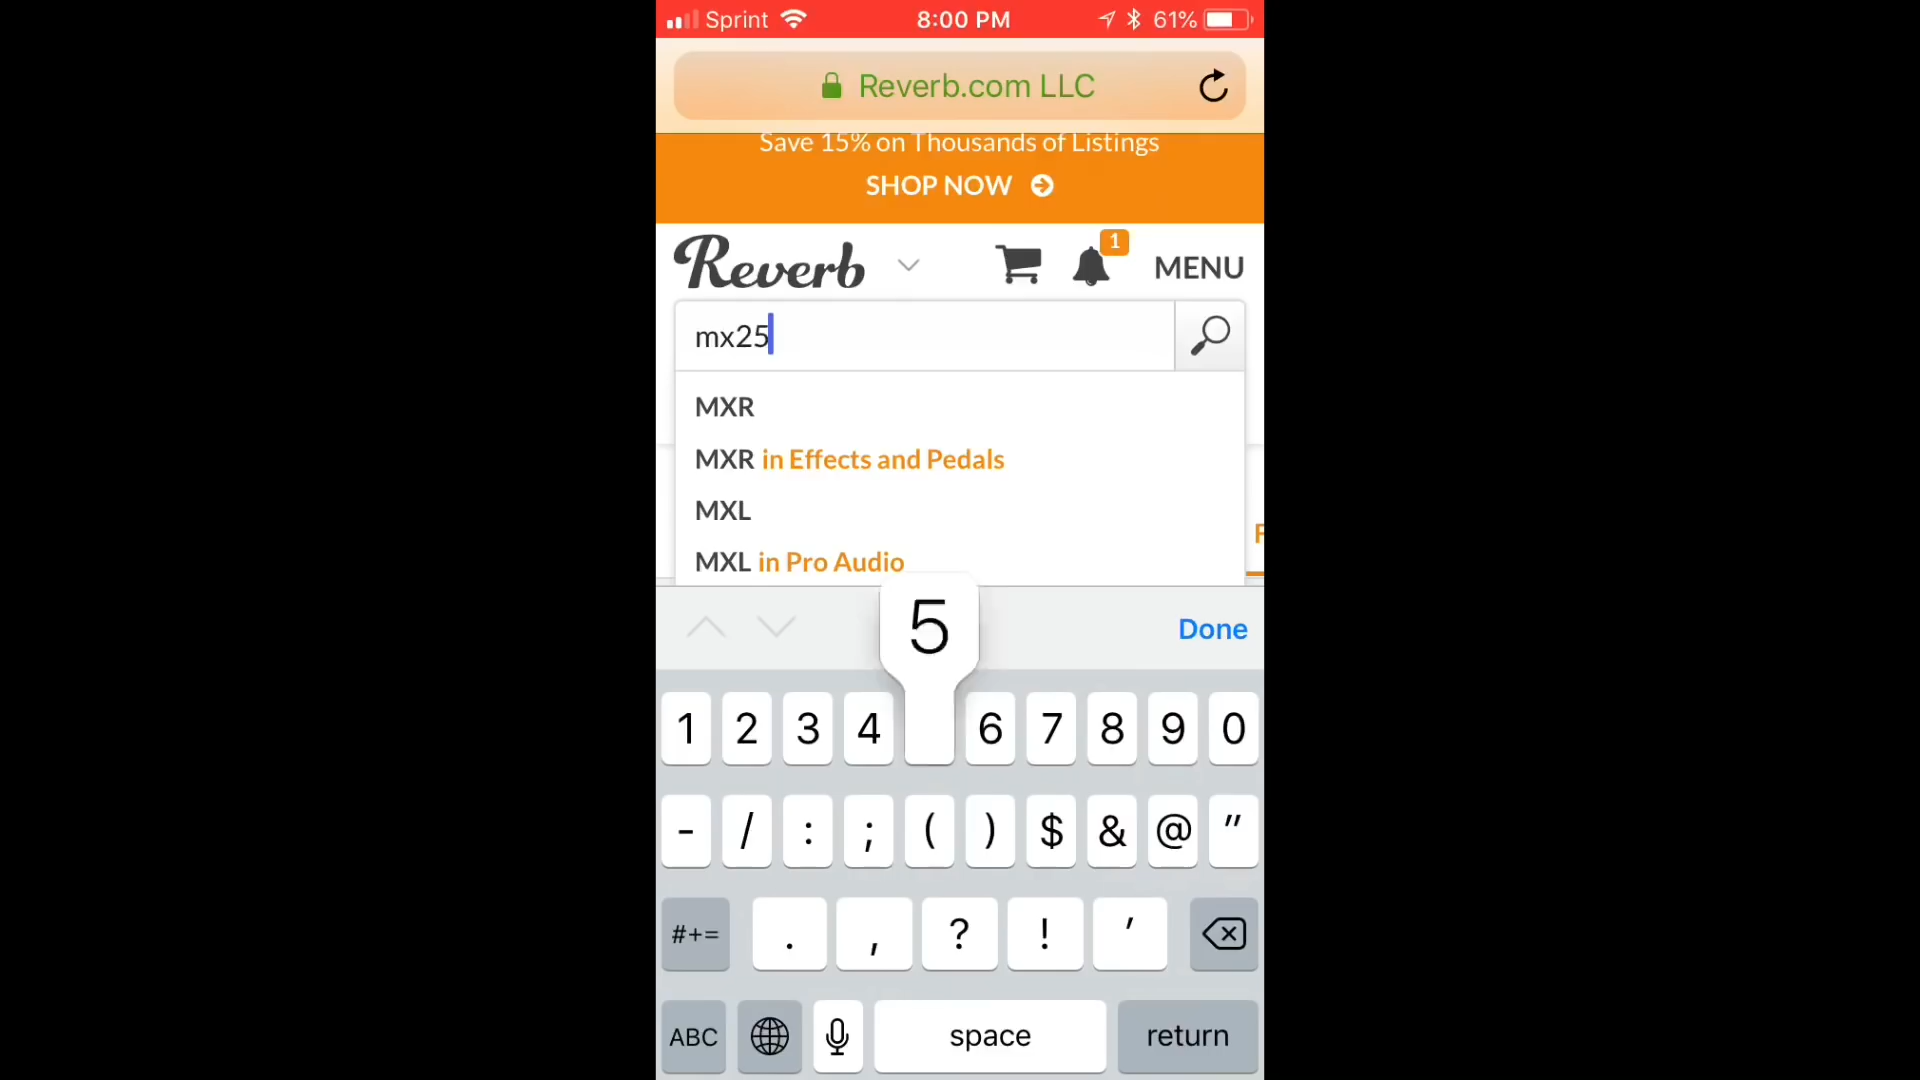 Sprint 8:00 PM 61%
Reverb.com LLC
Save 15% on Thousands of Listings
SHOP NOW
Reverb 1 MENU
mx25
MXR
MXR in Effects and Pedals
MXL
F
MXL in Pro Audio
5 Done
1 2 3 4 6 7 8 9 0
- / : ; ( ) $ & @ "
#+= . , ? ! '
ABC space return